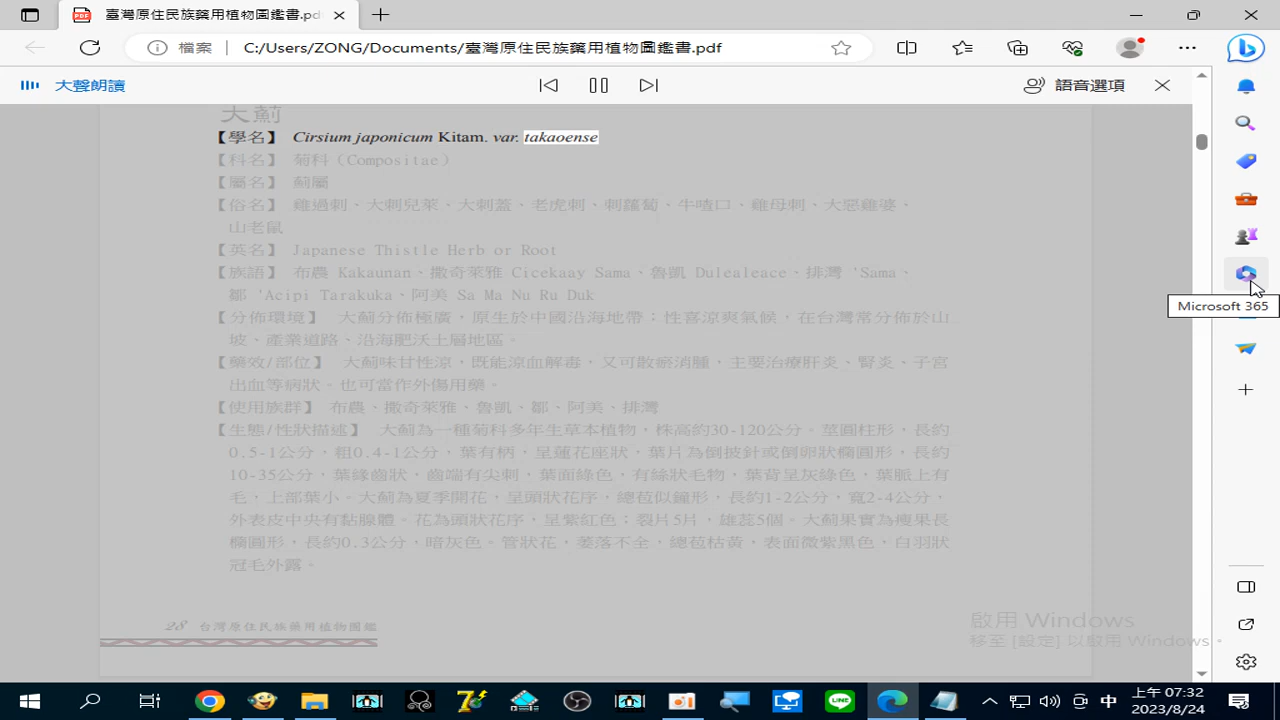 臺灣原住民族藥用植物圖鑑書.pdf
檔案 C:/Users/ZONG/Documents/臺灣原住民族藥用植物圖鑑書.pdf
大聲朗讀
語音選項
大薊
【學名】 Cirsium japonicum Kitam. var. takaoense
【科名】 菊科（Compositae）
【屬名】 薊屬
【俗名】 雞過刺、大刺兒菜、大刺蓋、老虎刺、刺蘿蔔、牛喳口、雞母刺、大惡雞婆、
山老鼠
【英名】 Japanese Thistle Herb or Root
【族語】 布農 Kakaunan、撒奇萊雅 Cicekaay Sama、魯凱 Dulealeace、排灣 'Sama、
鄒 'Acipi Tarakuka、阿美 Sa Ma Nu Ru Duk
【分佈環境】 大薊分佈極廣，原生於中國沿海地帶；性喜涼爽氣候，在台灣常分佈於山
坡、產業道路、沿海肥沃土層地區。
【藥效/部位】 大薊味甘性涼，既能涼血解毒，又可散瘀消腫，主要治療肝炎、腎炎、子宮
出血等病狀。也可當作外傷用藥。
【使用族群】 布農、撒奇萊雅、魯凱、鄒、阿美、排灣
【生態/性狀描述】 大薊為一種菊科多年生草本植物，株高約30-120公分。莖圓柱形，長約
0.5-1公分，粗0.4-1公分，葉有柄，呈蓮花座狀，葉片為倒披針或倒卵狀橢圓形，長約
10-35公分，葉緣齒狀，齒端有尖刺，葉面綠色，有絲狀毛物，葉背呈灰綠色，葉脈上有
毛，上部葉小。大薊為夏季開花，呈頭狀花序，總苞似鐘形，長約1-2公分，寬2-4公分，
外表皮中央有黏腺體。花為頭狀花序，呈紫紅色；裂片5片，雄蕊5個。大薊果實為瘦果長
橢圓形，長約0.3公分，暗灰色。管狀花，萎落不全，總苞枯黃，表面微紫黑色，白羽狀
冠毛外露。
28 台灣原住民族藥用植物圖鑑
Microsoft 365
啟用 Windows
移至 [設定] 以啟用 Windows。
LINE
中
上午 07:32
2023/8/24